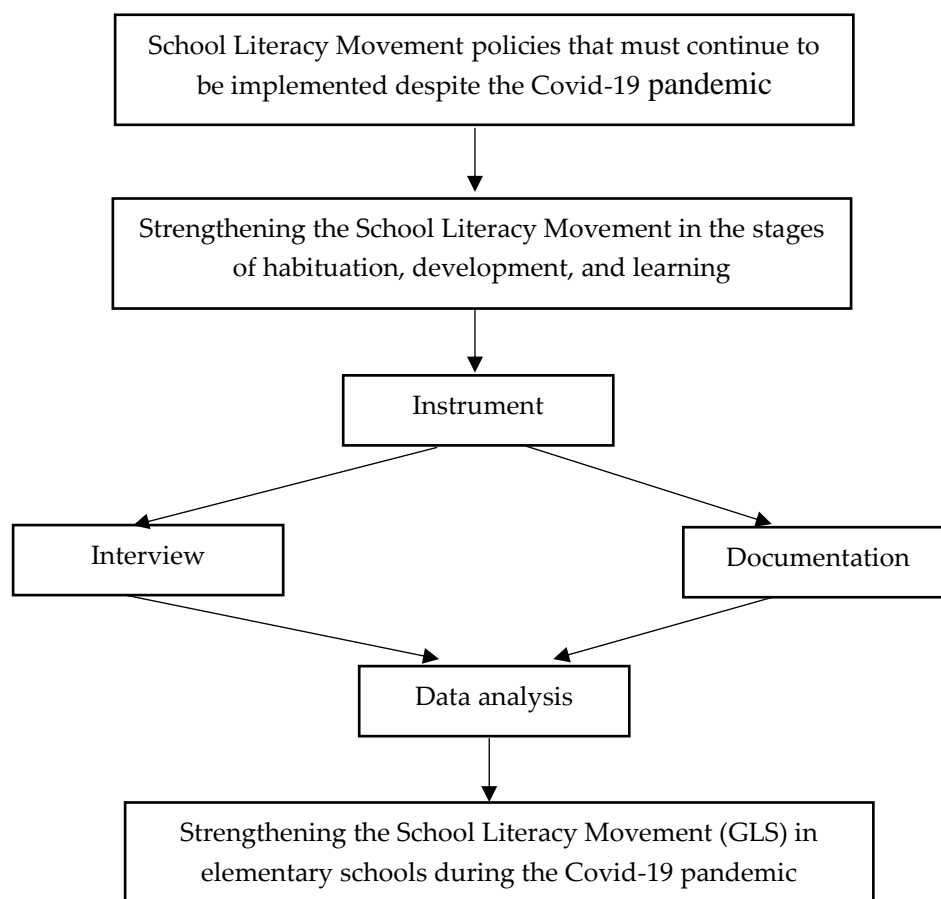 School Literacy Movement policies that must continue to
be implemented despite the Covid-19 pandemic
Strengthening the School Literacy Movement in the stages
of habituation, development, and learning
Instrument
Interview
Documentation
Data analysis
Strengthening the School Literacy Movement (GLS) in
elementary schools during the Covid-19 pandemic